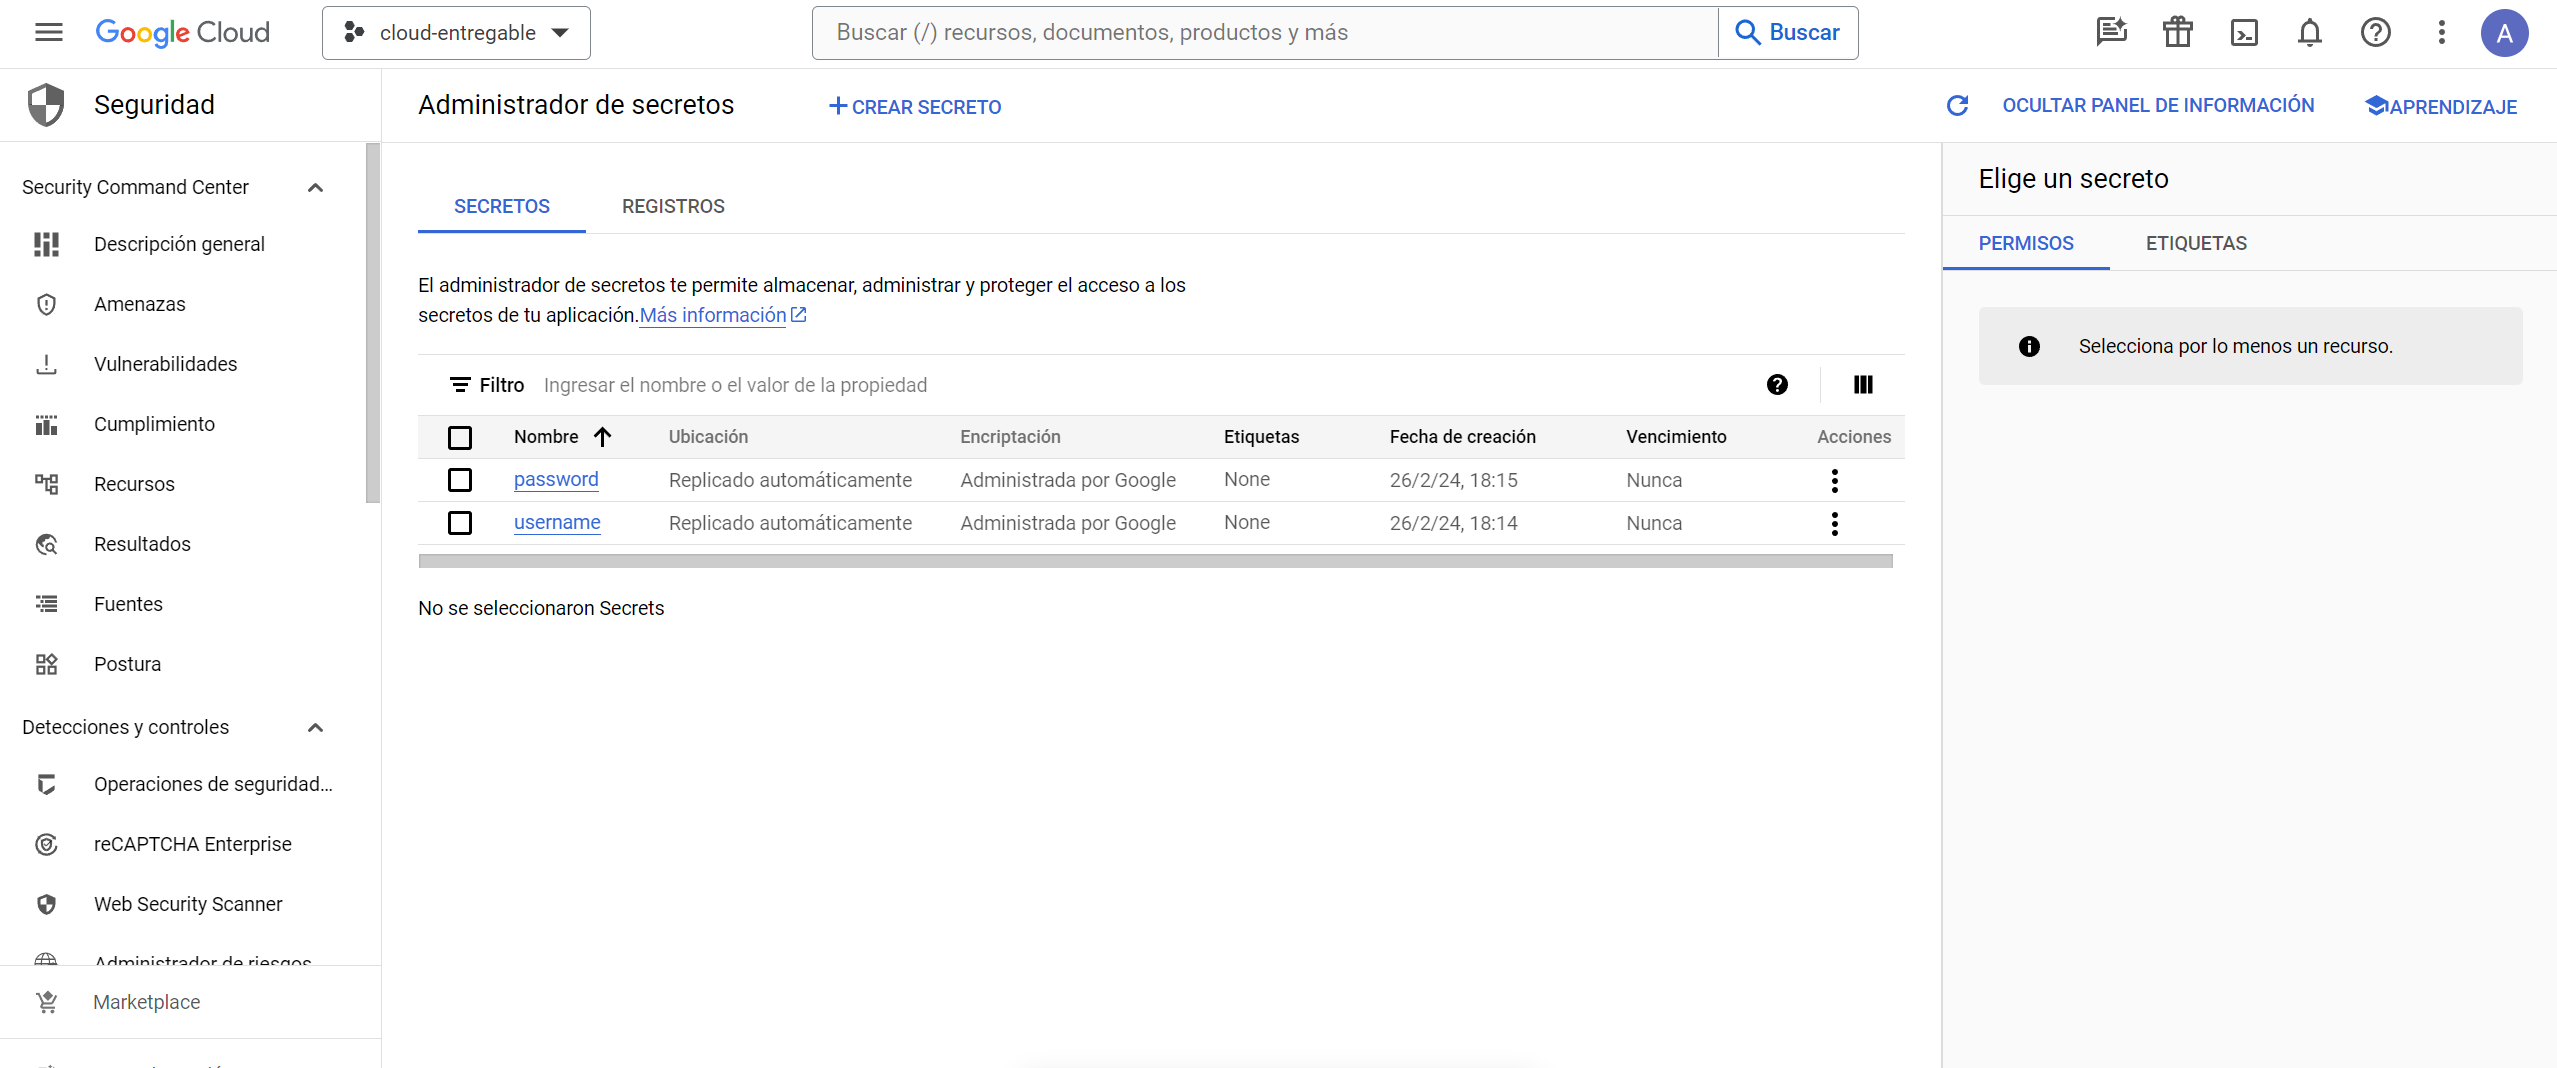 Google Cloud
cloud-entregable
Buscar (/) recursos, documentos, productos y más
Buscar
A
Seguridad
Administrador de secretos
CREAR SECRETO
OCULTAR PANEL DE INFORMACIÓN
APRENDIZAJE
Security Command Center
Descripción general
Amenazas
Vulnerabilidades
Cumplimiento
Recursos
Resultados
Fuentes
Postura
Detecciones y controles
Operaciones de seguridad...
reCAPTCHA Enterprise
Web Security Scanner
Administrador de riesgos
Marketplace
SECRETOS REGISTROS
El administrador de secretos te permite almacenar, administrar y proteger el acceso a los
secretos de tu aplicación. Más información
Filtro Ingresar el nombre o el valor de la propiedad
Nombre Ubicación Encriptación Etiquetas Fecha de creación Vencimiento Acciones
password Replicado automáticamente Administrada por Google None 26/2/24, 18:15 Nunca
username Replicado automáticamente Administrada por Google None 26/2/24, 18:14 Nunca
No se seleccionaron Secrets
Elige un secreto
PERMISOS ETIQUETAS
Selecciona por lo menos un recurso.